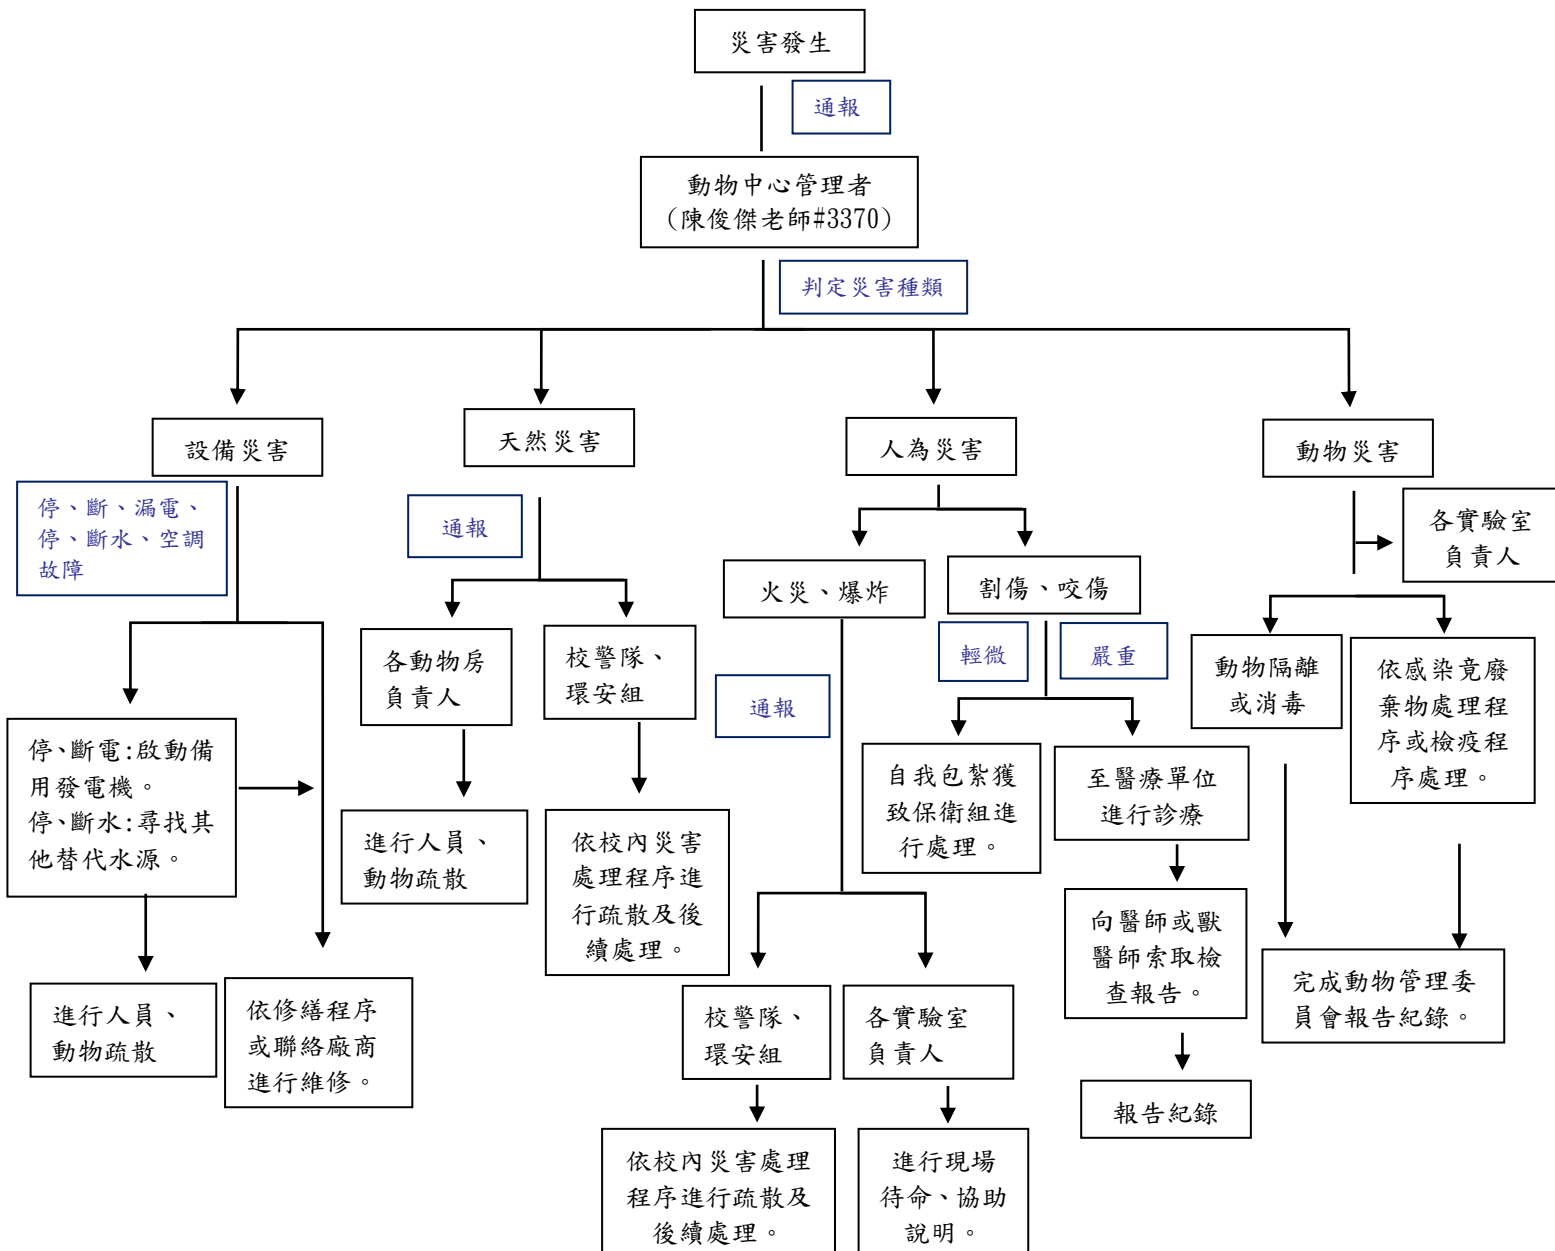 災害發生
通報
動物中心管理者
(陳俊傑老師#3370)
判定災害種類
設備災害
天然災害
人為災害
動物災害
停、斷、漏電、
停、斷水、空調
故障
通報
各實驗室
負責人
火災、爆炸
割傷、咬傷
輕微
嚴重
各動物房
負責人
校警隊、
環安組
通報
動物隔離
或消毒
依感染竟廢
棄物處理程
序或檢疫程
序處理。
停、斷電:啟動備
用發電機。
停、斷水:尋找其
他替代水源。
自我包紮獲
致保衛組進
行處理。
至醫療單位
進行診療
進行人員、
動物疏散
依校內災害
處理程序進
行疏散及後
續處理。
向醫師或獸
醫師索取檢
查報告。
完成動物管理委
員會報告紀錄。
進行人員、
動物疏散
依修繕程序
或聯絡廠商
進行維修。
校警隊、
環安組
各實驗室
負責人
報告紀錄
依校內災害處理
程序進行疏散及
後續處理。
進行現場
待命、協助
說明。